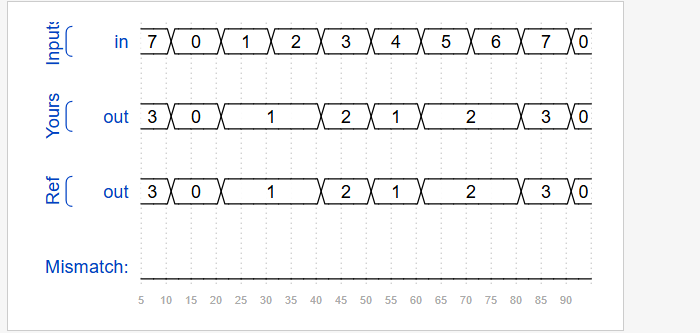 Inputs in 7 0 1 2 3 4 5 6 7 0
Yours out 3 0 1 2 1 2 3 0
Ref out 3 0 1 2 1 2 3 0
Mismatch:
5 10 15 20 25 30 35 40 45 50 55 60 65 70 75 80 85 90